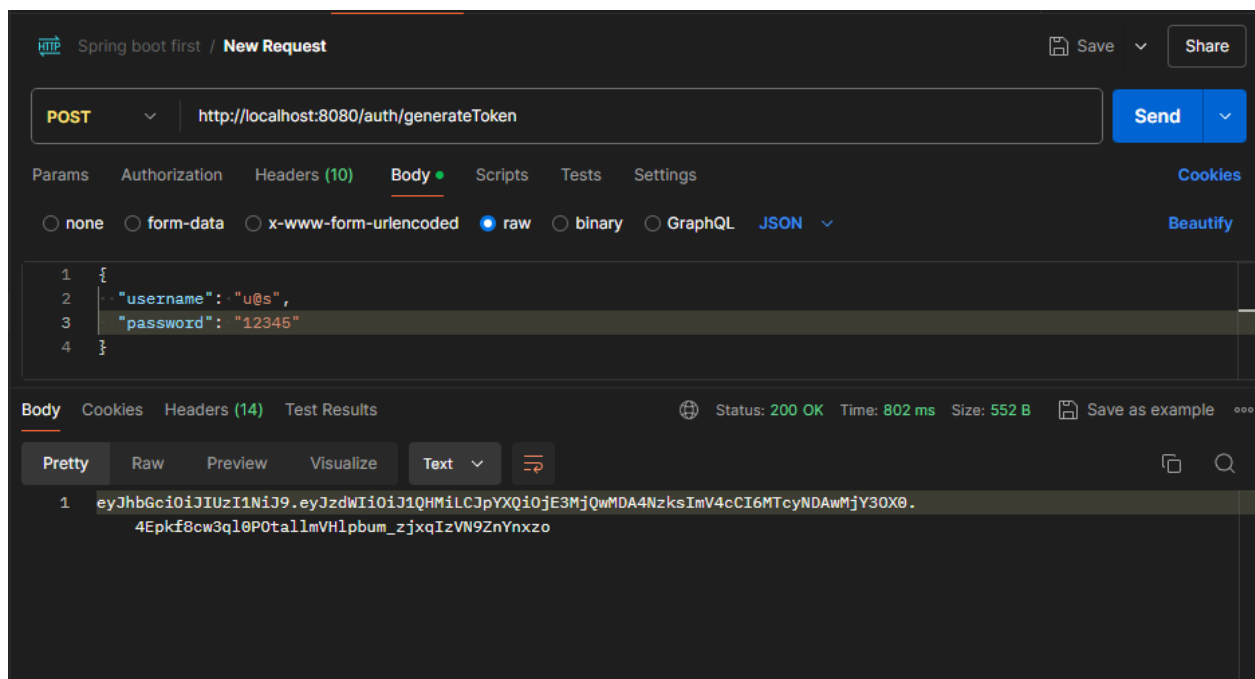 HTTP Spring boot first / New Request Save Share
POST http://localhost:8080/auth/generateToken Send
Params Authorization Headers (10) Body Scripts Tests Settings Cookies
none form-data x-www-form-urlencoded raw binary GraphQL JSON Beautify
1 {
2 "username": "u@s",
3 "password": "12345"
4 }
Body Cookies Headers (14) Test Results Status: 200 OK Time: 802 ms Size: 552 B Save as example
Pretty Raw Preview Visualize Text
1 eyJhbGciOiJIUzI1NiJ9.eyJzdWIiOiJ1QHMiLCJpYXQiOjE3MjQwMDA4NzksImV4cCI6MTcyNDAwMjY3OX0.
4Epkf8cw3ql0POtallmVHlpbum_zjxqIzVN9ZnYnxzo